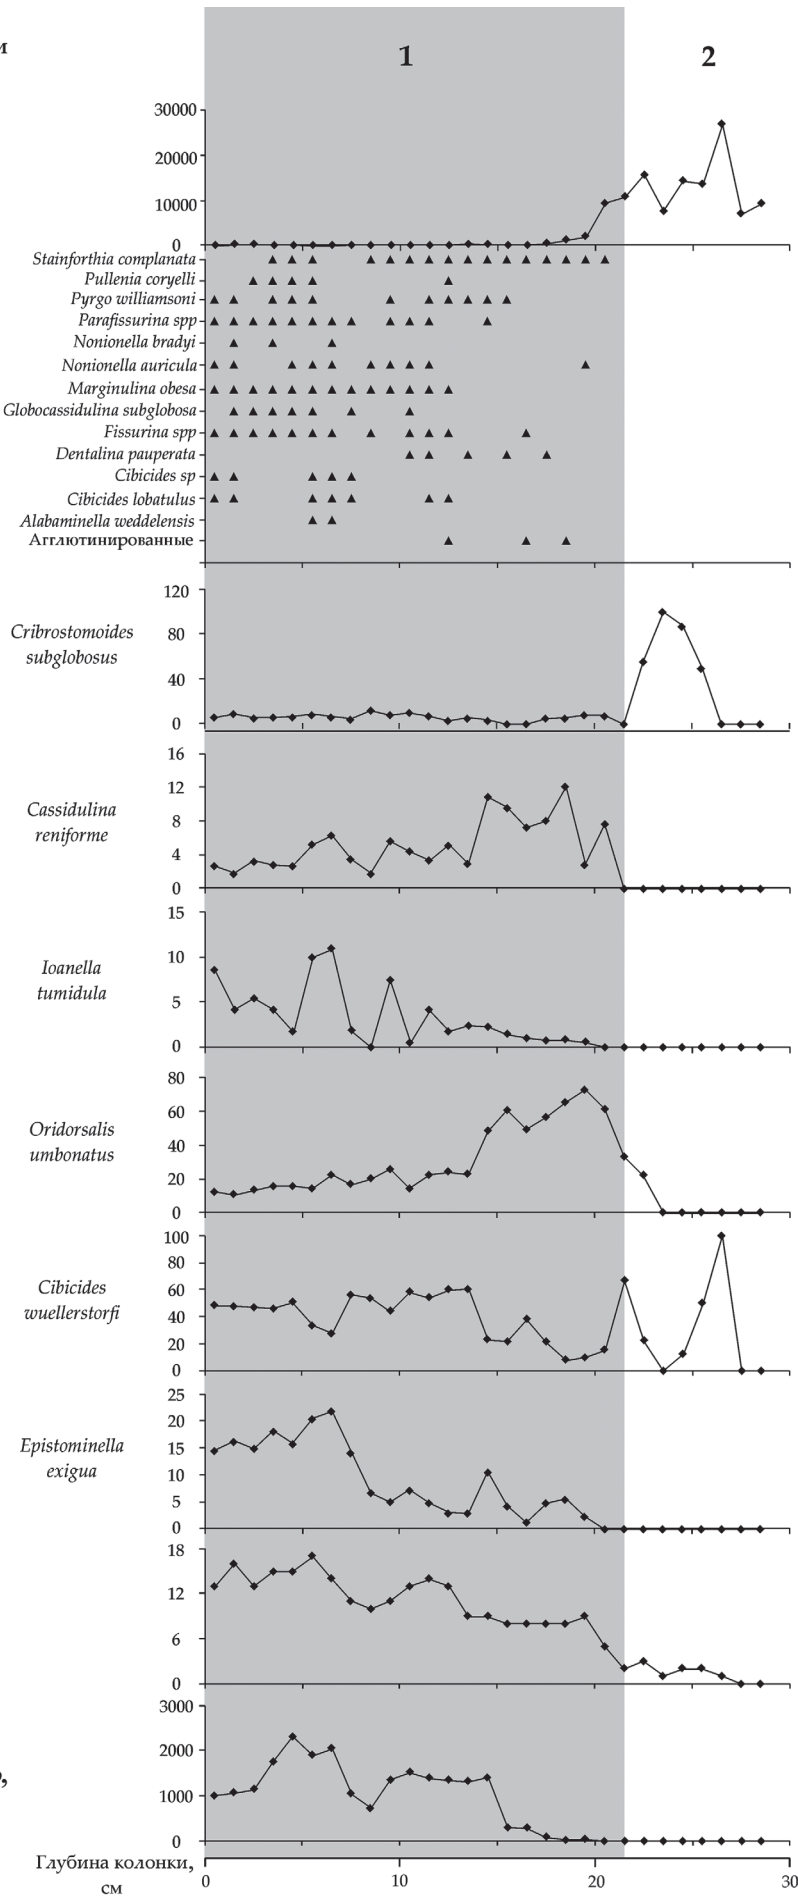 и
1 2
30000
20000
10000
0
Stainforthia complanata
Pullenia coryelli
Pyrgo williamsoni
Parafissurina spp
Nonionella bradyi
Nonionella auricula
Marginulina obesa
Globocassidulina subglobosa
Fissurina spp
Dentalina pauperata
Cibicides sp
Cibicides lobatulus
Alabaminella weddelensis
Агглютинированные
120
80
40
0
Cribrostomoides
subglobosus
16
12
8
4
0
Cassidulina
reniforme
15
10
5
0
Ioanella
tumidula
80
60
40
20
0
Oridorsalis
umbonatus
100
80
60
40
20
0
Cibicides
wuellerstorfi
25
20
15
10
5
0
Epistominella
exigua
18
12
6
0
3000
2000
1000
0
Глубина колонки,
см
0 10 20 30